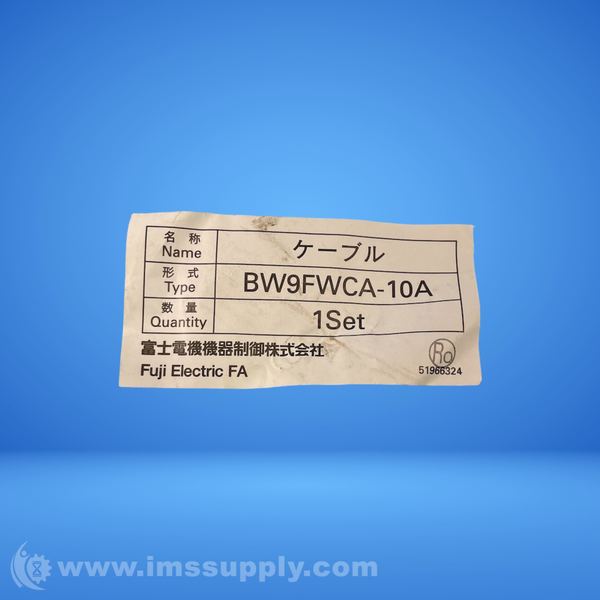 名称 ケーブル
Name
形式 BW9FWCA-10A
Type
数量 1Set
Quantity
富士電機機器制御株式会社
Fuji Electric FA
Ro
51966324
www.imssupply.com